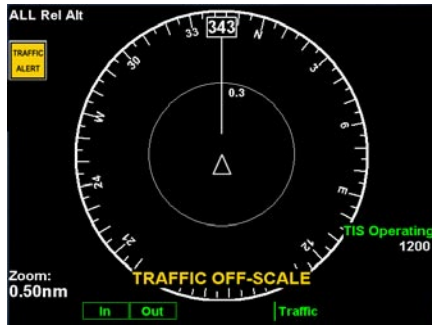 ALL Rel Alt
343
33
N
TRAFFIC
ALERT
30
3
0.3
W
6
24
E
21
12
TIS Operating
1200
TRAFFIC OFF-SCALE
Zoom:
0.50nm
In
Out
Traffic